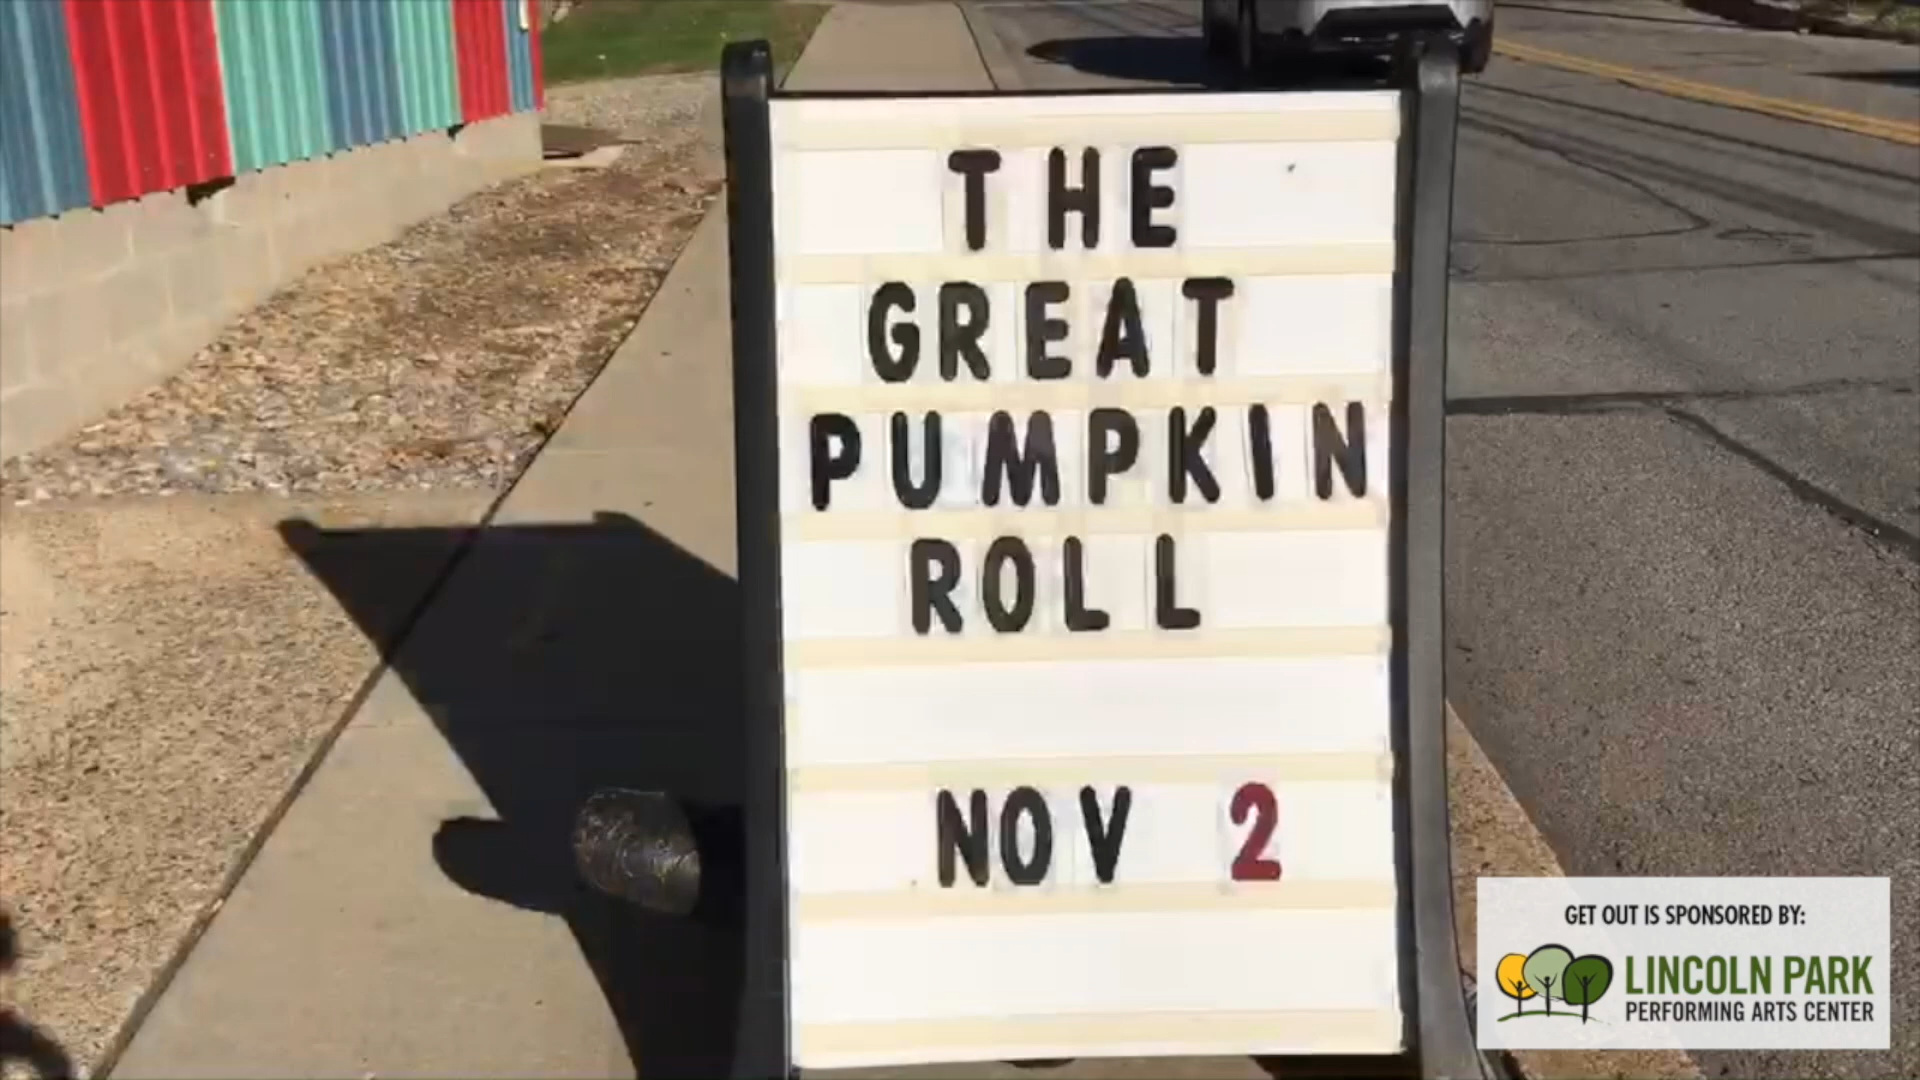 THE
GREAT
PUMPKIN
ROLL
NOV 2
GET OUT IS SPONSORED BY:
LINCOLN PARK
PERFORMING ARTS CENTER